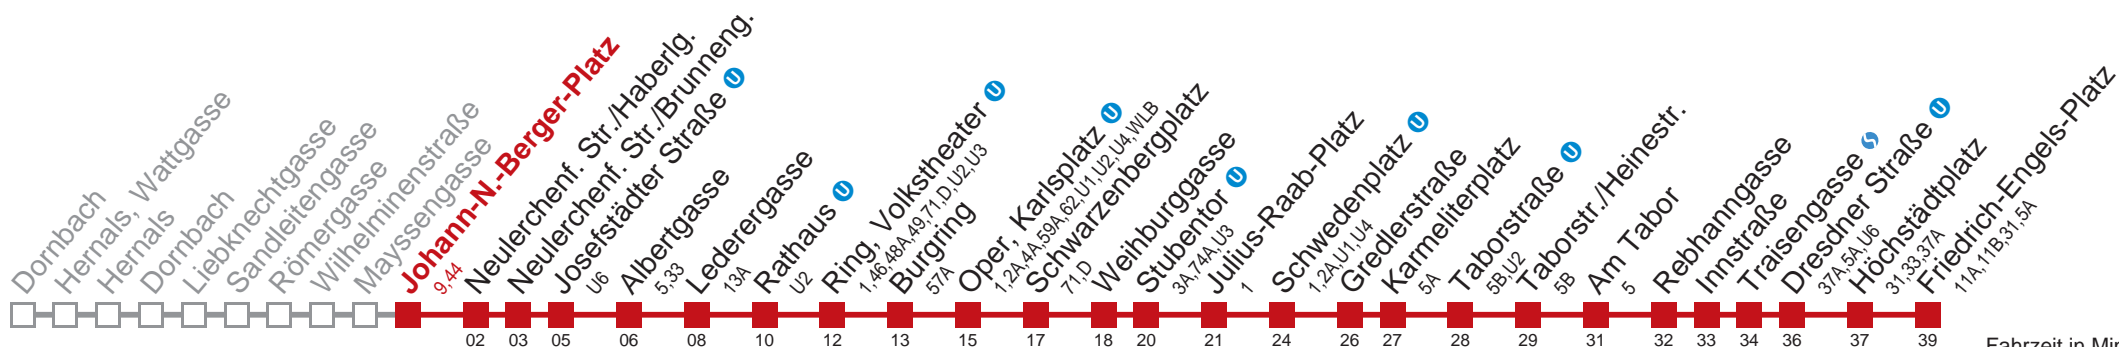 Dornbach
Hernals, Wattgasse
Hernals
Dornbach
Liebknechtgasse
Sandleitengasse
Römergasse
Wilhelminenstraße
Mayssengasse
Johann-N.-Berger-Platz
9,44
Neulerchenf. Str./Haberlg.
Neulerchenf. Str./Brunneng.
Josefstädter Straße U
U6
Albertgasse
5,33
Lederergasse
13A
Rathaus U
U2
Ring, Volkstheater U
1,46,48A,49,71,D,U2,U3
Burgring
57A
Oper, Karlsplatz U
1,2A,4A,59A,62,U1,U2,U4,WLB
Schwarzenbergplatz
71,D
Weihburggasse
Stubentor U
3A,74A,U3
Julius-Raab-Platz
1
Schwedenplatz U
1,2A,U1,U4
Gredlerstraße
Karmeliterplatz
5A
Taborstraße U
5B,U2
Taborstr./Heinestr.
5B
Am Tabor
5
Rebhanngasse
Innstraße
Traisengasse S
Dresdner Straße U
37A,5A,U6
Höchstädtplatz
31,33,37A
Friedrich-Engels-Platz
11A,11B,31,5A
02 03 05 06 08 10 12 13 15 17 18 20 21 24 26 27 28 29 31 32 33 34 36 37 39
Fahrzeit in Min